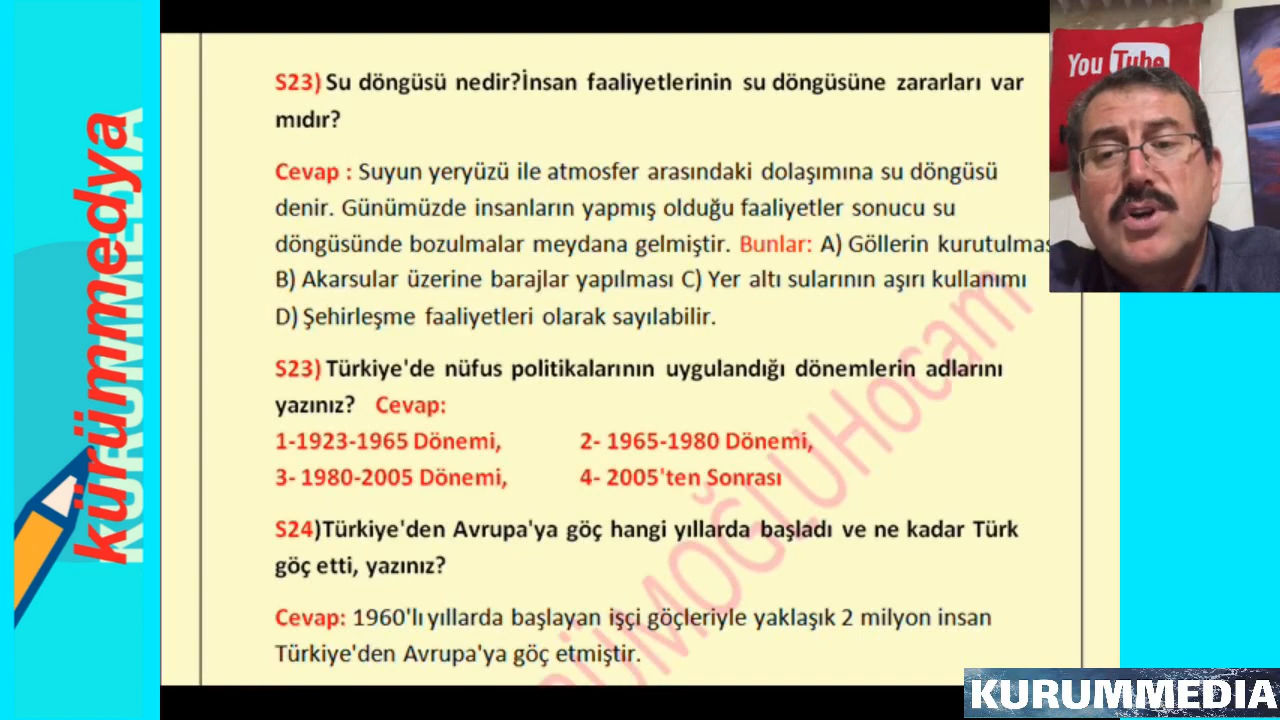 S23) Su döngüsü nedir?İnsan faaliyetlerinin su döngüsüne zararları var
mıdır?
Cevap : Suyun yeryüzü ile atmosfer arasındaki dolaşımına su döngüsü
denir. Günümüzde insanların yapmış olduğu faaliyetler sonucu su
döngüsünde bozulmalar meydana gelmiştir. Bunlar: A) Göllerin
B) Akarsular üzerine barajlar yapılması C) Yer altı sularının aşırı kullanımı
D) Şehirleşme faaliyetleri olarak sayılabilir.
S23) Türkiye'de nüfus politikalarının uygulandığı dönemlerin adlarını
yazınız? Cevap:
1-1923-1965 Dönemi, 2- 1965-1980 Dönemi,
3- 1980-2005 Dönemi, 4- 2005'ten Sonrası
S24)Türkiye'den Avrupa'ya göç hangi yıllarda başladı ve ne kadar Türk
göç etti, yazınız?
Cevap: 1960'lı yıllarda başlayan işçi göçleriyle yaklaşık 2 milyon insan
Türkiye'den Avrupa'ya göç etmiştir.
kürümmedya
KURUMMEDIA
You Tube
KURUMMEDIA